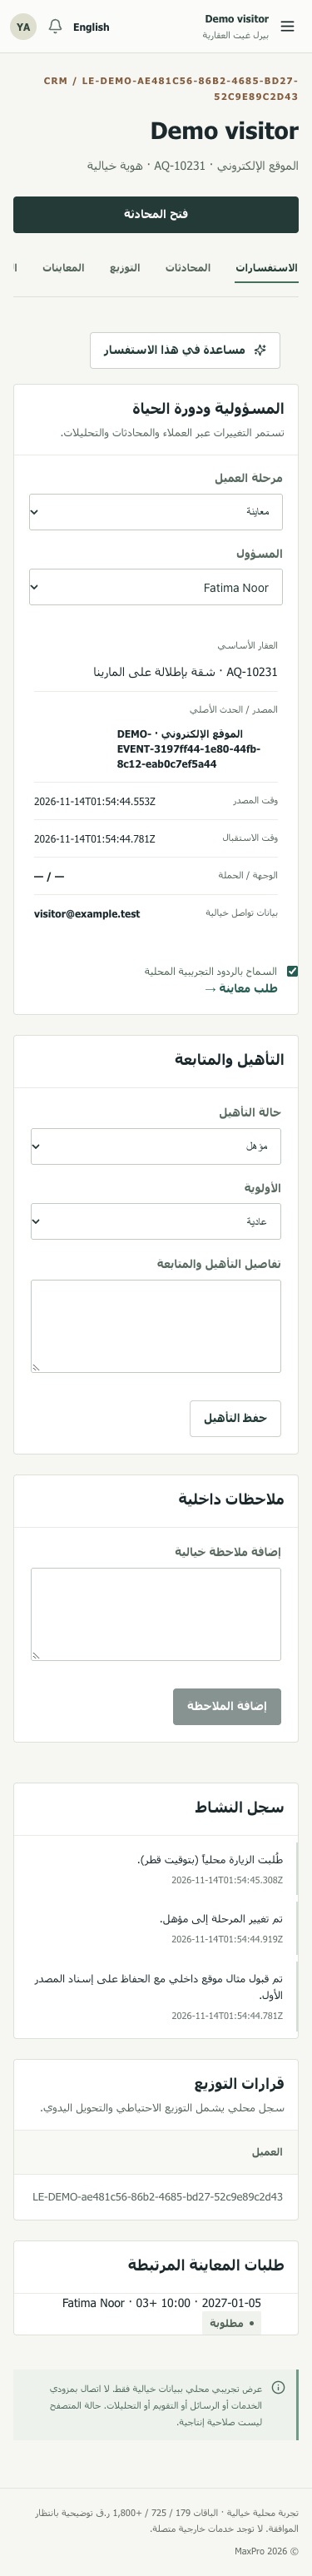 Demo visitor
بيرل غيت العقارية
English
YA
CRM / LE-DEMO-AE481C56-86B2-4685-BD27-
52C9E89C2D43
Demo visitor
الموقع الإلكتروني · AQ-10231 · هوية خيالية
فتح المحادثة
الاستفسارات
المحادثات
التوزيع
المعاينات
مساعدة في هذا الاستفسار
المسؤولية ودورة الحياة
تستمر التغييرات عبر العملاء والمحادثات والتحليلات.
مرحلة العميل
معاينة
المسؤول
Fatima Noor
العقار الأساسي
AQ-10231 · شقة بإطلالة على المارينا
المصدر / الحدث الأصلي
الموقع الإلكتروني · DEMO-
EVENT-3197ff44-1e80-44fb-
8c12-eab0c7ef5a44
وقت المصدر
2026-11-14T01:54:44.553Z
وقت الاستقبال
2026-11-14T01:54:44.781Z
الوجهة / الحملة
— / —
بيانات تواصل خيالية
visitor@example.test
السماح بالردود التجريبية المحلية
طلب معاينة →
التأهيل والمتابعة
حالة التأهيل
مؤهل
الأولوية
عادية
تفاصيل التأهيل والمتابعة
حفظ التأهيل
ملاحظات داخلية
إضافة ملاحظة خيالية
إضافة الملاحظة
سجل النشاط
طُلبت الزيارة محلياً (بتوقيت قطر).
2026-11-14T01:54:45.308Z
تم تغيير المرحلة إلى مؤهل.
2026-11-14T01:54:44.919Z
تم قبول مثال موقع داخلي مع الحفاظ على إسناد المصدر
الأول.
2026-11-14T01:54:44.781Z
قرارات التوزيع
سجل محلي يشمل التوزيع الاحتياطي والتحويل اليدوي.
العميل
LE-DEMO-ae481c56-86b2-4685-bd27-52c9e89c2d43
طلبات المعاينة المرتبطة
2027-01-05 · 10:00 +03 · Fatima Noor
مطلوبة
عرض تجريبي محلي ببيانات خيالية فقط. لا اتصال بمزودي
الخدمات أو الرسائل أو التقويم أو التحليلات. حالة المتصفح
ليست صلاحية إنتاجية.
تجربة محلية خيالية · الباقات 179 / 725 / +1,800 ر.ق توضيحية بانتظار
الموافقة. لا توجد خدمات خارجية متصلة.
© 2026 MaxPro